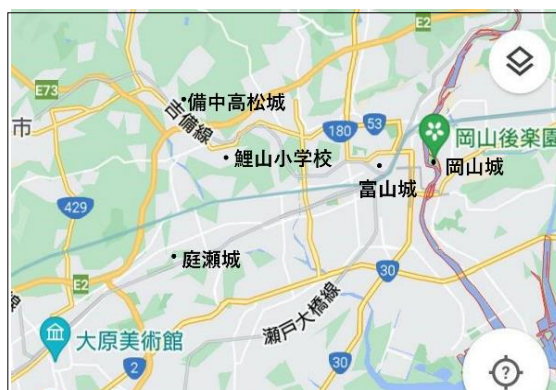 E2
E73
備中高松城
市
吉備線
180
53
岡山後楽園
鯉山小学校
岡山城
富山城
429
庭瀬城
30
E2
瀬戸大橋線
大原美術館
2
30